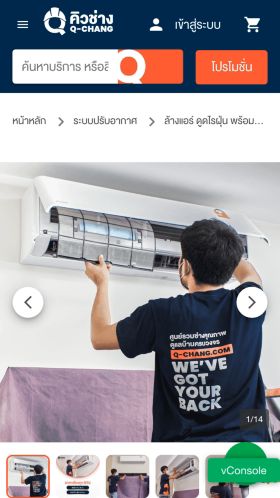 คิวช่าง
Q-CHANG
เข้าสู่ระบบ
ค้นหาบริการ หรือสิ
โปรโมชั่น
หน้าหลัก
ระบบปรับอากาศ
ล้างแอร์ ดูดไรฝุ่น พร้อม...
ศูนย์รวมช่างคุณภาพ
ดูแลบ้านครบวงจร
Q-CHANG.COM
WE'VE
GOT
YOUR
BACK
1/14
vConsole